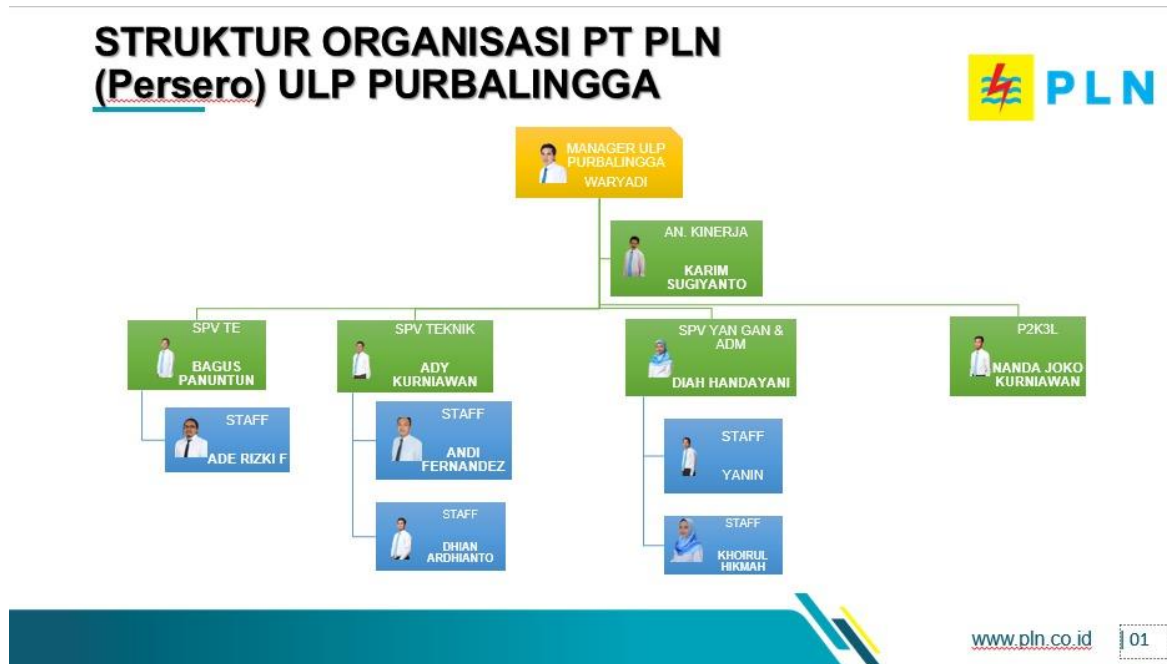 STRUKTUR ORGANISASI PT PLN
(Persero) ULP PURBALINGGA
PLN
MANAGER ULP
PURBALINGGA
WARYADI
AN. KINERJA
KARIM
SUGIYANTO
SPV TE
BAGUS
PANUNTUN
SPV TEKNIK
ADY
KURNIAWAN
SPV YAN GAN &
ADM
DIAH HANDAYANI
P2K3L
NANDA JOKO
KURNIAWAN
STAFF
ADE RIZKI F
STAFF
ANDI
FERNANDEZ
STAFF
YANIN
STAFF
DHIAN
ARDHIANTO
STAFF
KHOIRUL
HIKMAH
www.pln.co.id
01